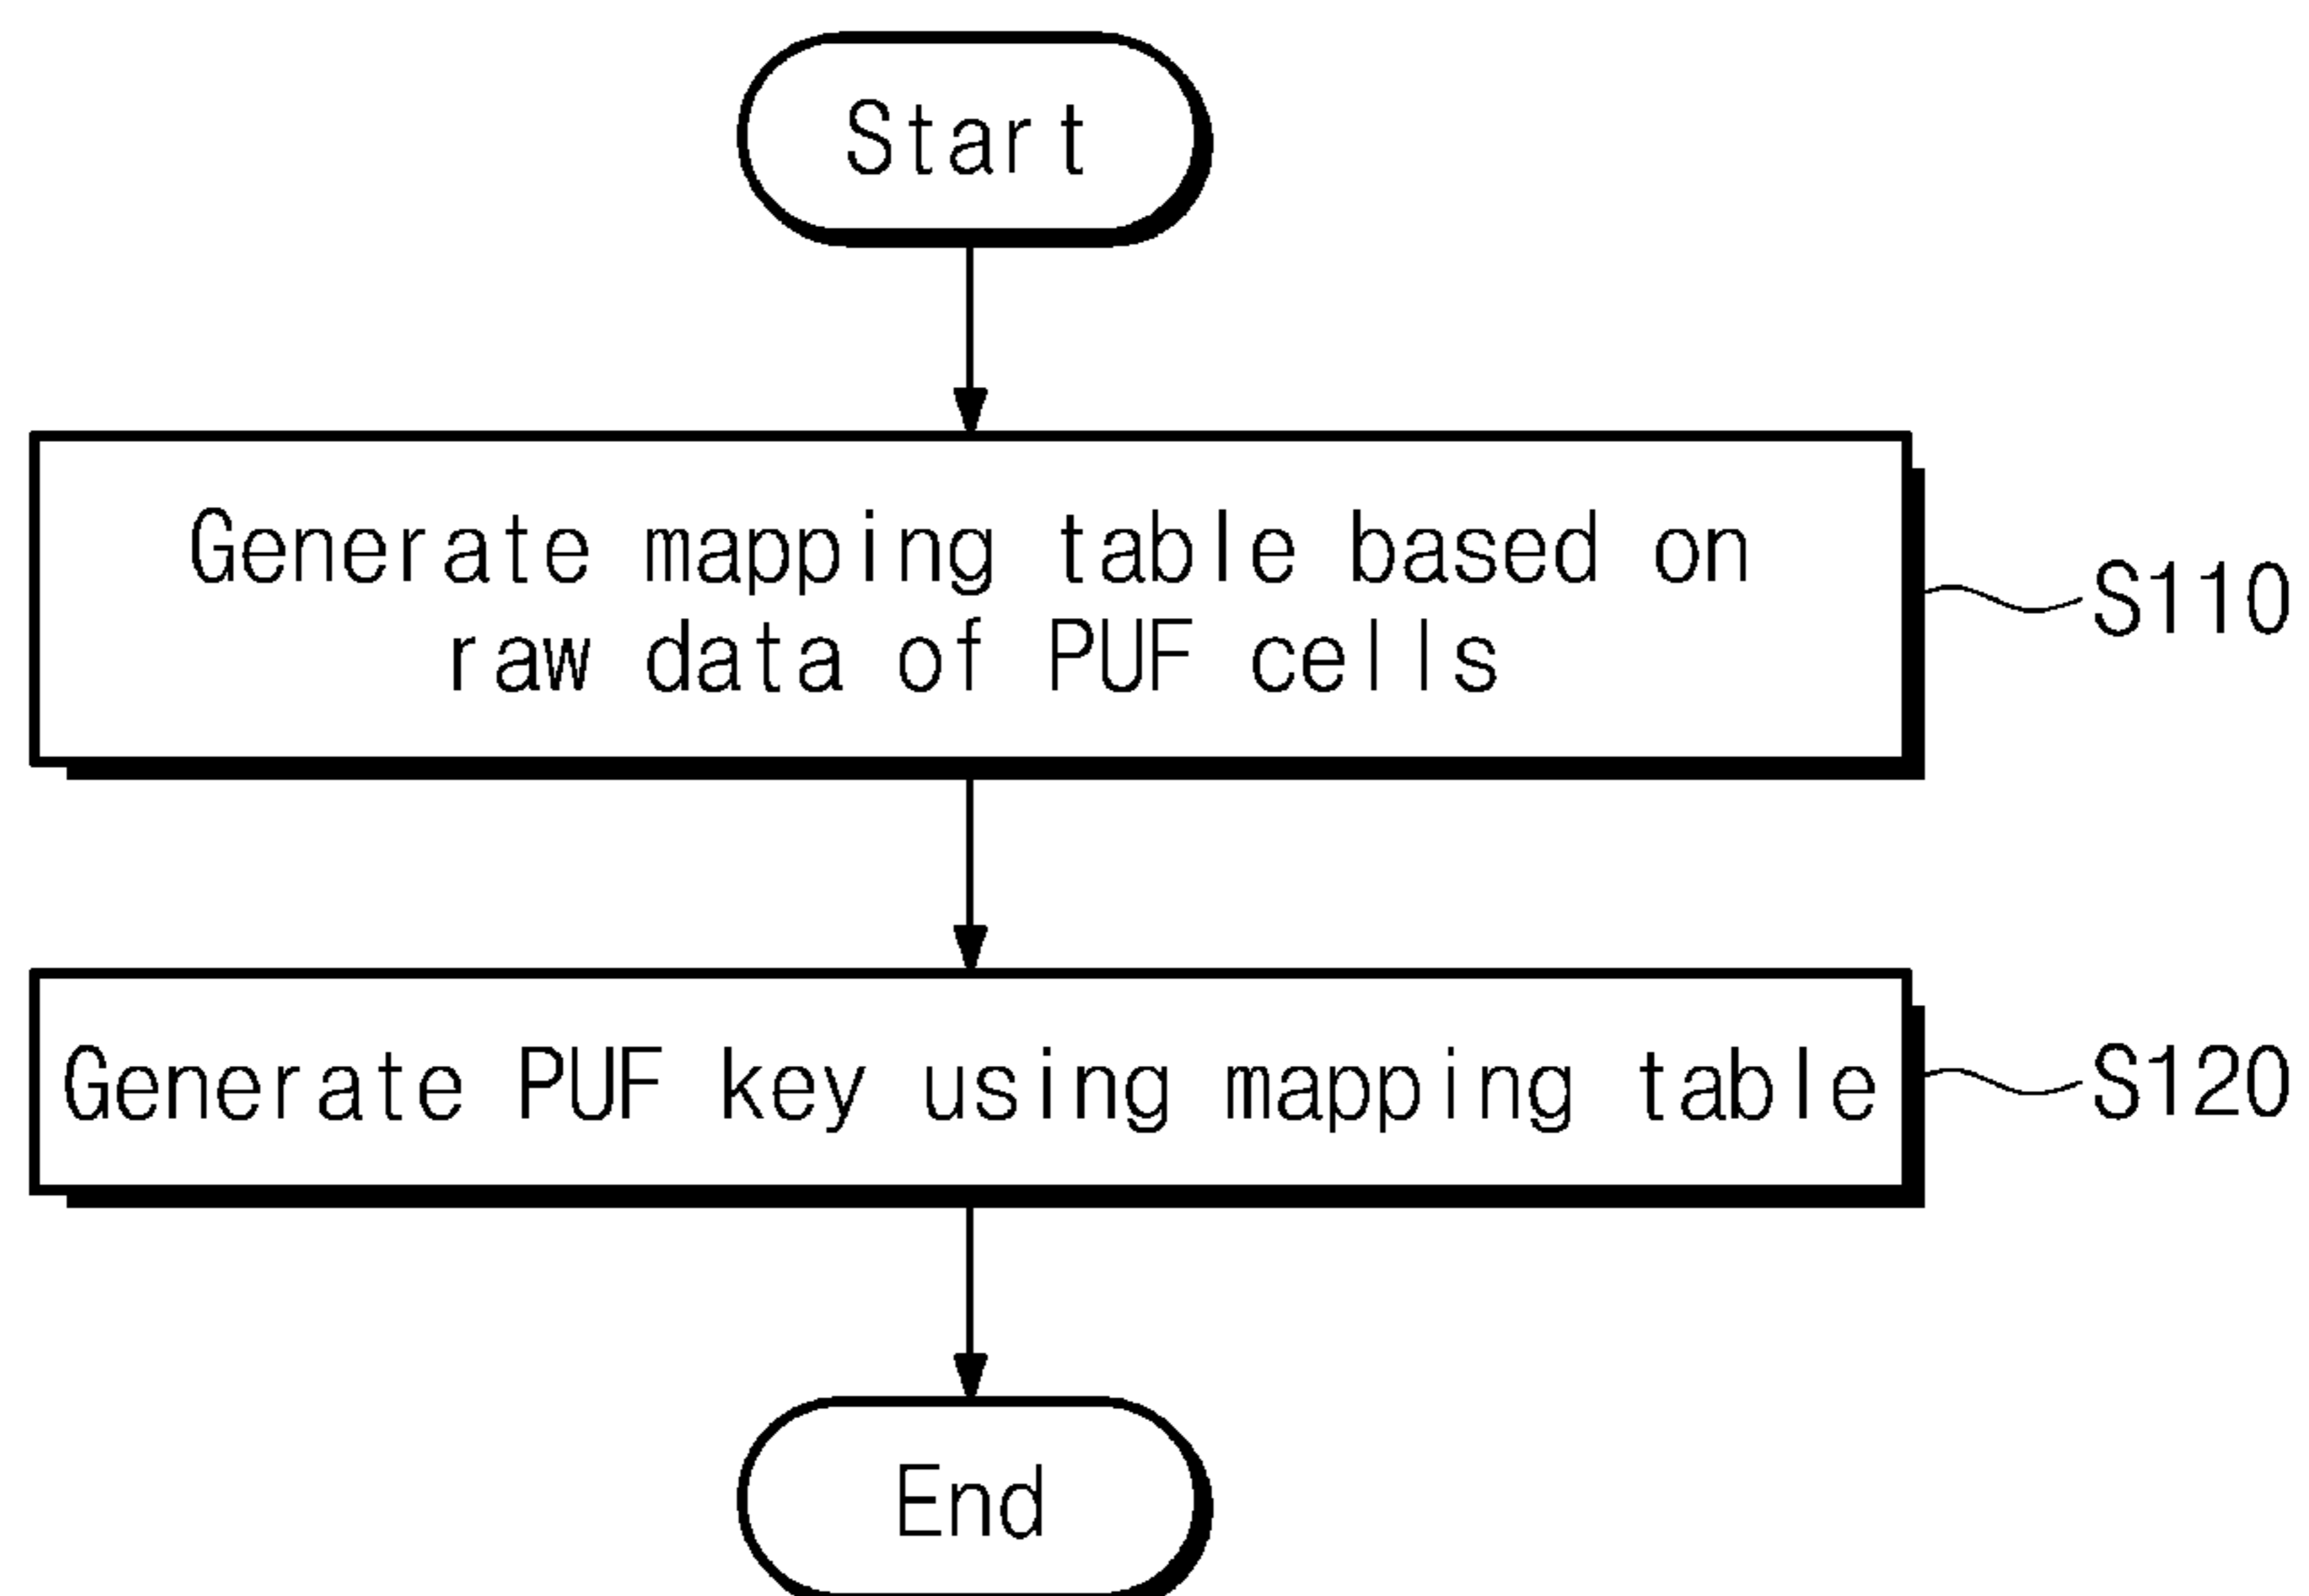 Start
Generate mapping table based on
raw data of PUF cells
S110
Generate PUF key using mapping table
S120
End